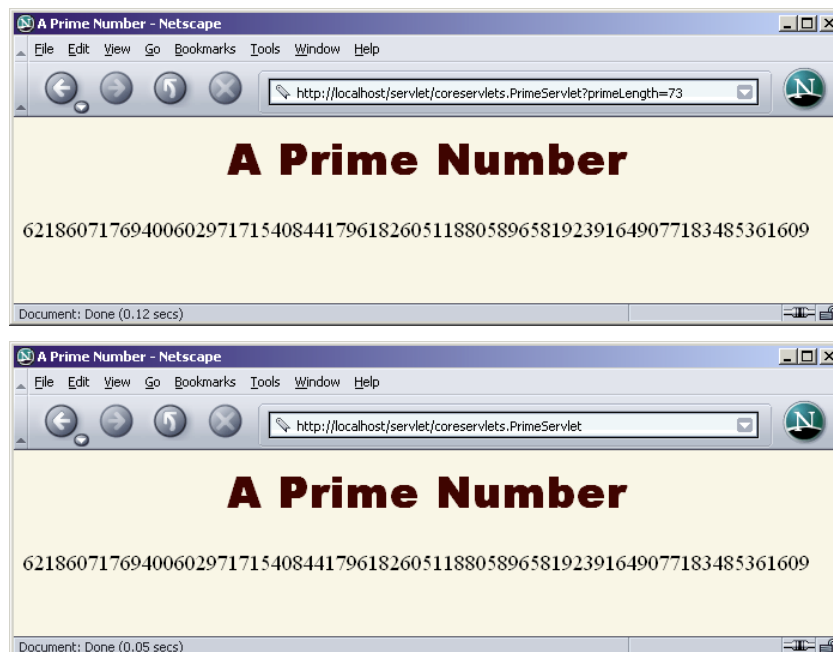 A Prime Number - Netscape
File Edit View Go Bookmarks Tools Window Help
http://localhost/servlet/coreservlets.PrimeServlet?primeLength=73
N
A Prime Number
6218607176940060297171540844179618260511880589658192391649077183485361609
Document: Done (0.12 secs)
A Prime Number - Netscape
File Edit View Go Bookmarks Tools Window Help
http://localhost/servlet/coreservlets.PrimeServlet
N
A Prime Number
6218607176940060297171540844179618260511880589658192391649077183485361609
Document: Done (0.05 secs)